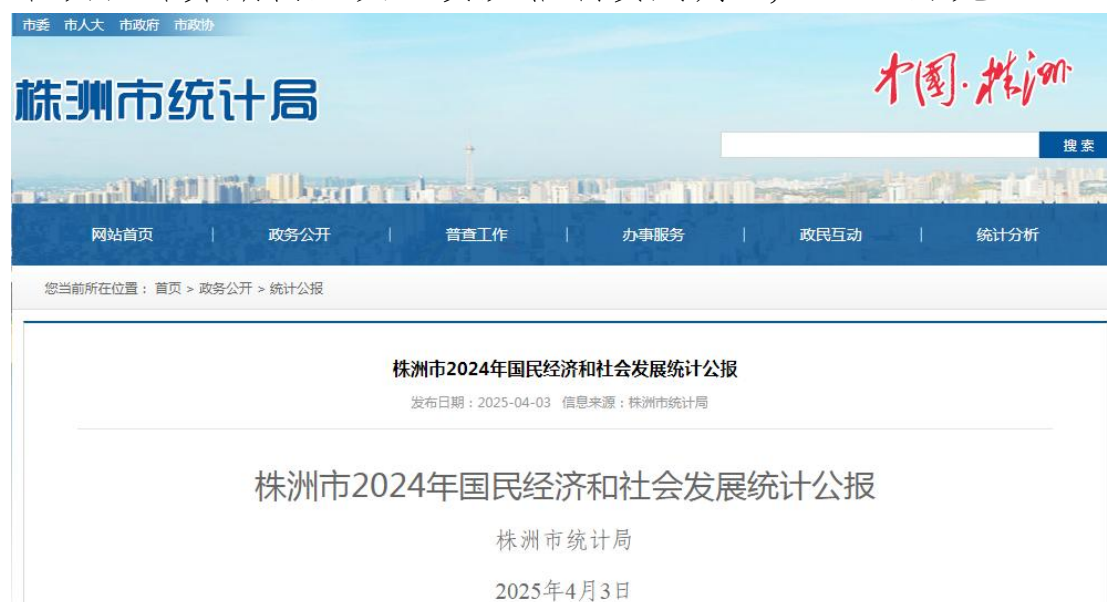 市委 市人大 市政府 市政协
株洲市统计局
中国·株洲
搜索
网站首页 | 政务公开 | 普查工作 | 办事服务 | 政民互动 | 统计分析
您当前所在位置： 首页 > 政务公开 > 统计公报
株洲市2024年国民经济和社会发展统计公报
发布日期：2025-04-03 信息来源：株洲市统计局
株洲市2024年国民经济和社会发展统计公报
株洲市统计局
2025年4月3日